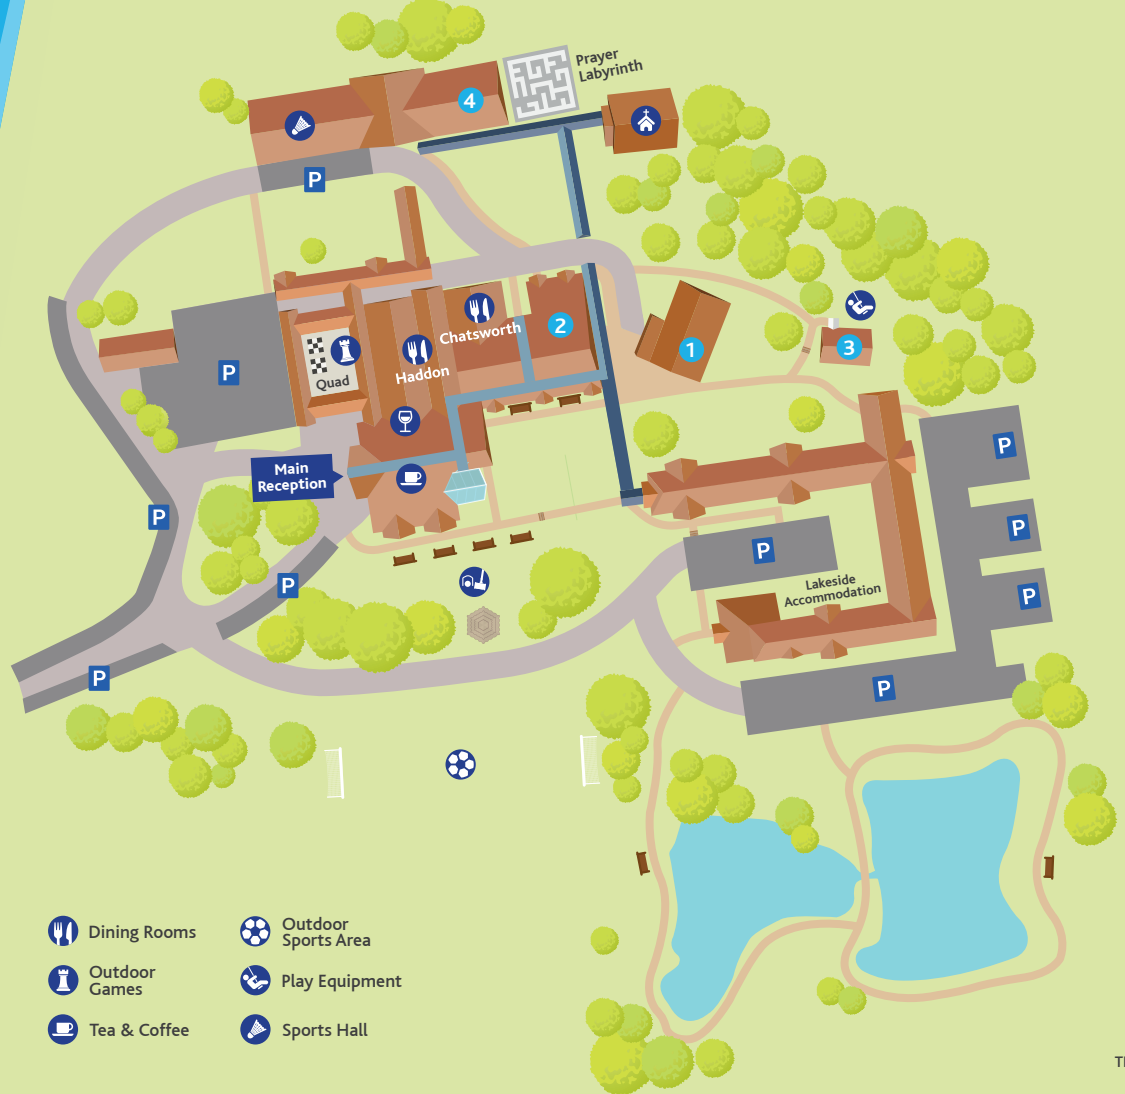 Prayer
Labyrinth
4
P
Chatsworth
2
1
3
P
Quad
Haddon
P
Main
Reception
P
P
P
P
Lakeside
Accommodation
P
P
P
P
Dining Rooms
Outdoor
Games
Tea & Coffee
Outdoor
Sports Area
Play Equipment
Sports Hall